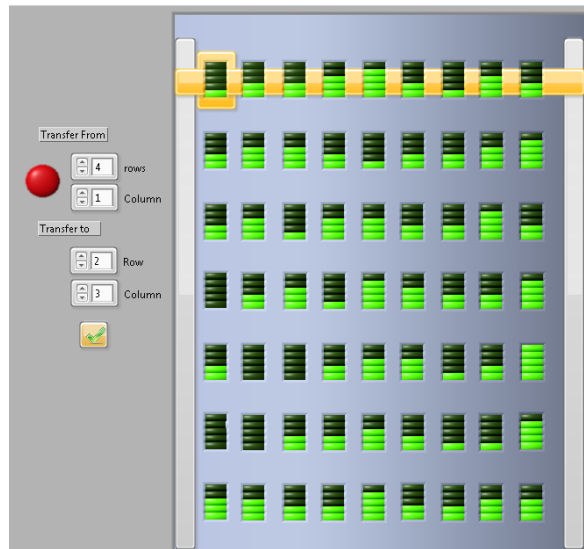 Transfer From
4 rows
1 Column
Transfer to
2 Row
3 Column